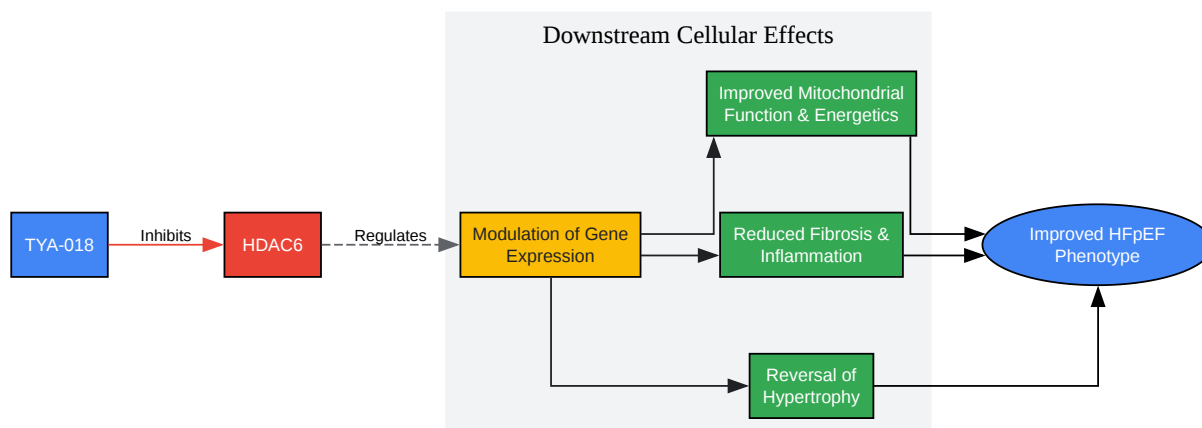 Downstream Cellular Effects
Improved Mitochondrial
Function & Energetics
TYA-018
Inhibits
HDAC6
Regulates
Modulation of Gene
Expression
Reduced Fibrosis &
Inflammation
Improved HFpEF
Phenotype
Reversal of
Hypertrophy